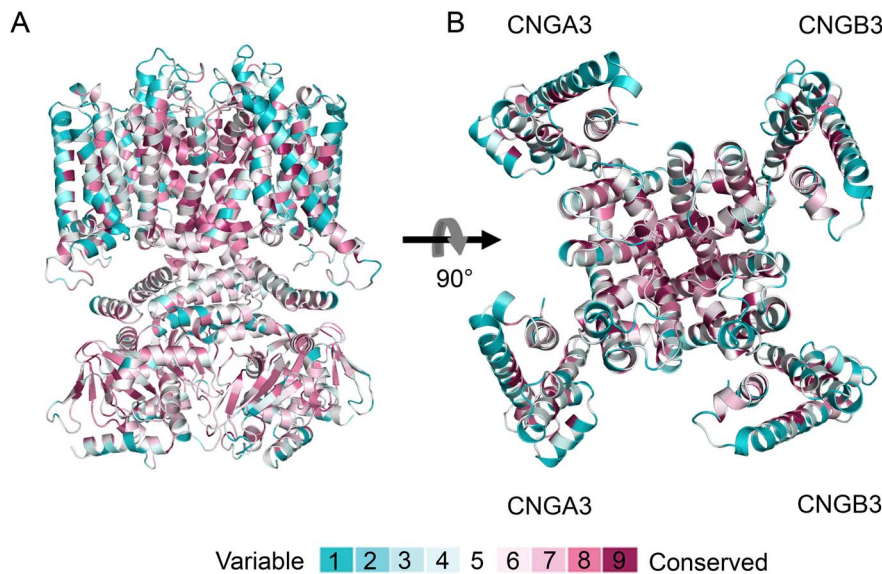 A
B
CNGA3
CNGB3
90°
CNGA3
CNGB3
Variable 1 2 3 4 5 6 7 8 9 Conserved